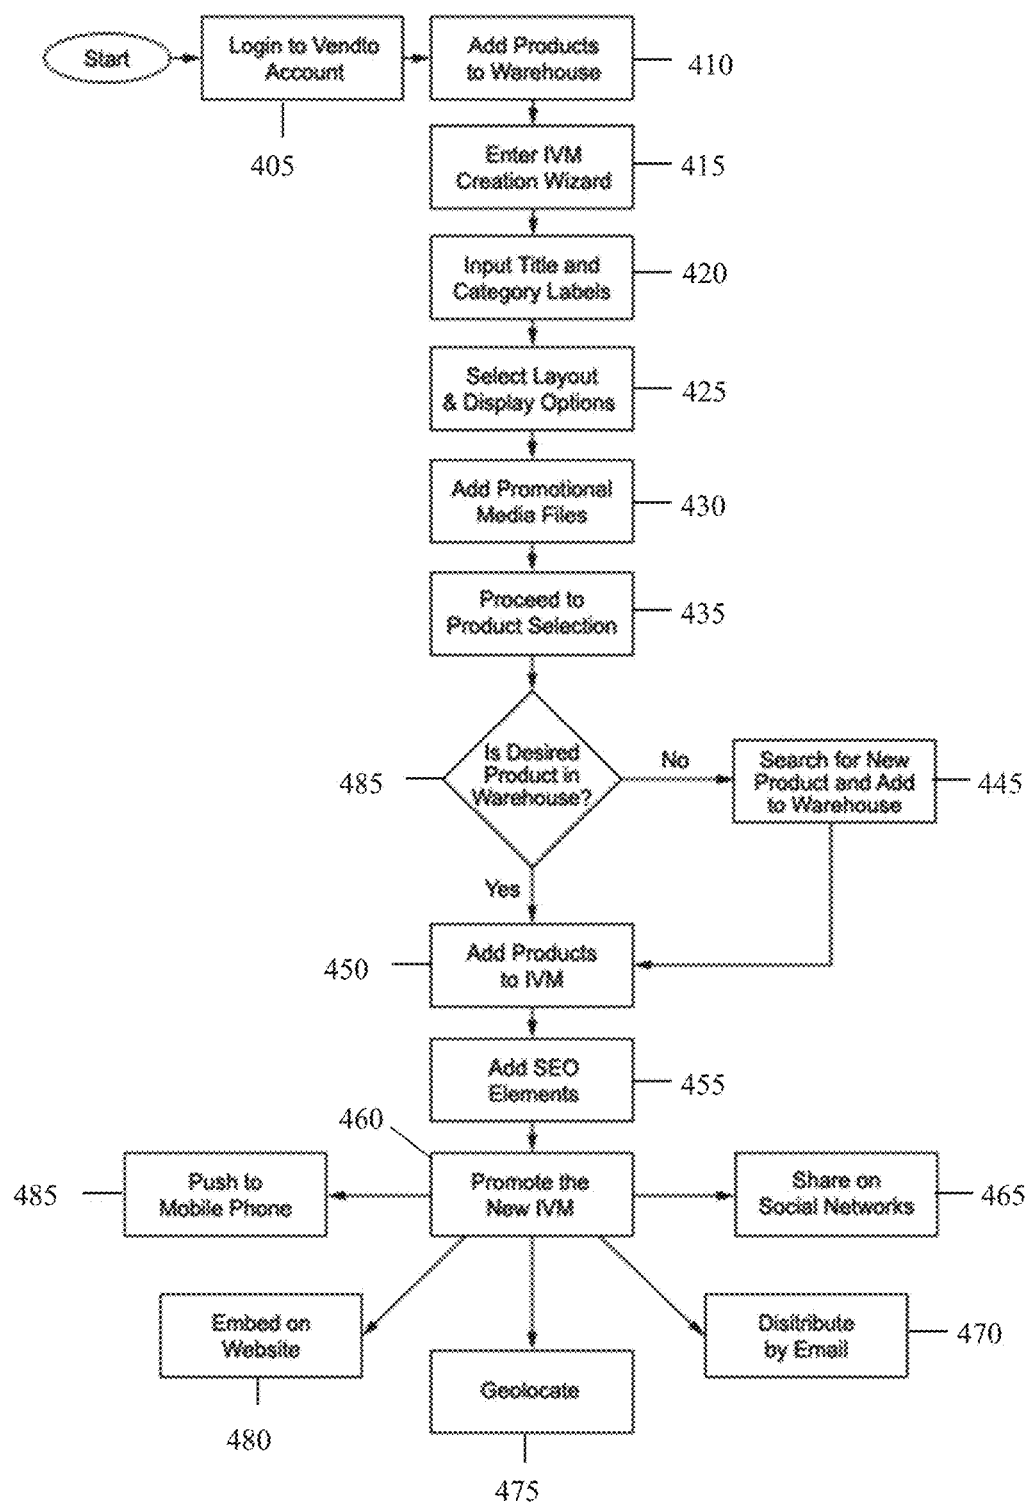 Start
Login to Vendto
Account
405
Add Products
to Warehouse
410
Enter IVM
Creation Wizard
415
Input Title and
Category Labels
420
Select Layout
& Display Options
425
Add Promotional
Media Files
430
Proceed to
Product Selection
435
Is Desired
Product in
Warehouse?
485
No
Search for New
Product and Add
to Warehouse
445
Yes
Add Products
to IVM
450
Add SEO
Elements
455
460
Promote the
New IVM
Push to
Mobile Phone
485
Share on
Social Networks
465
Embed on
Website
480
Geolocate
475
Disitribute
by Email
470